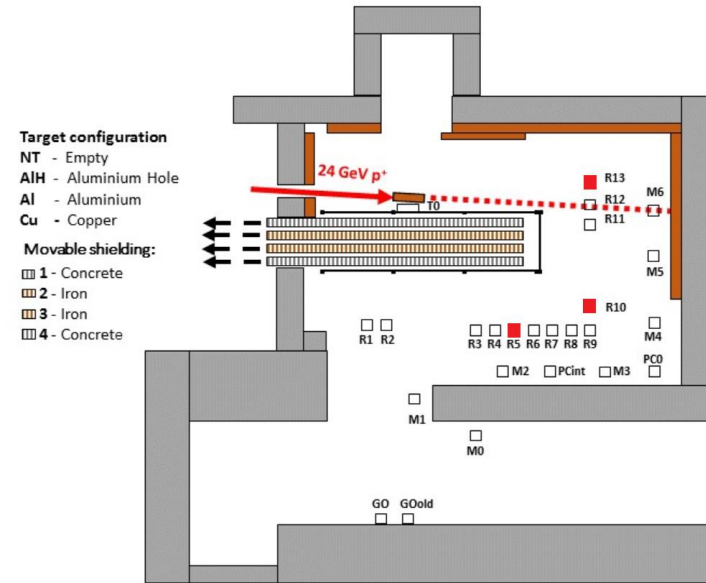 Target configuration
NT - Empty
AlH - Aluminium Hole
Al - Aluminium
Cu - Copper
Movable shielding:
1 - Concrete
2 - Iron
3 - Iron
4 - Concrete
24 GeV p⁺
T0
R13
R12
R11
M6
M5
R10
M4
R1 R2
R3 R4 R5 R6 R7 R8 R9
PC0
M2 PCint M3
M1
M0
GO GOold